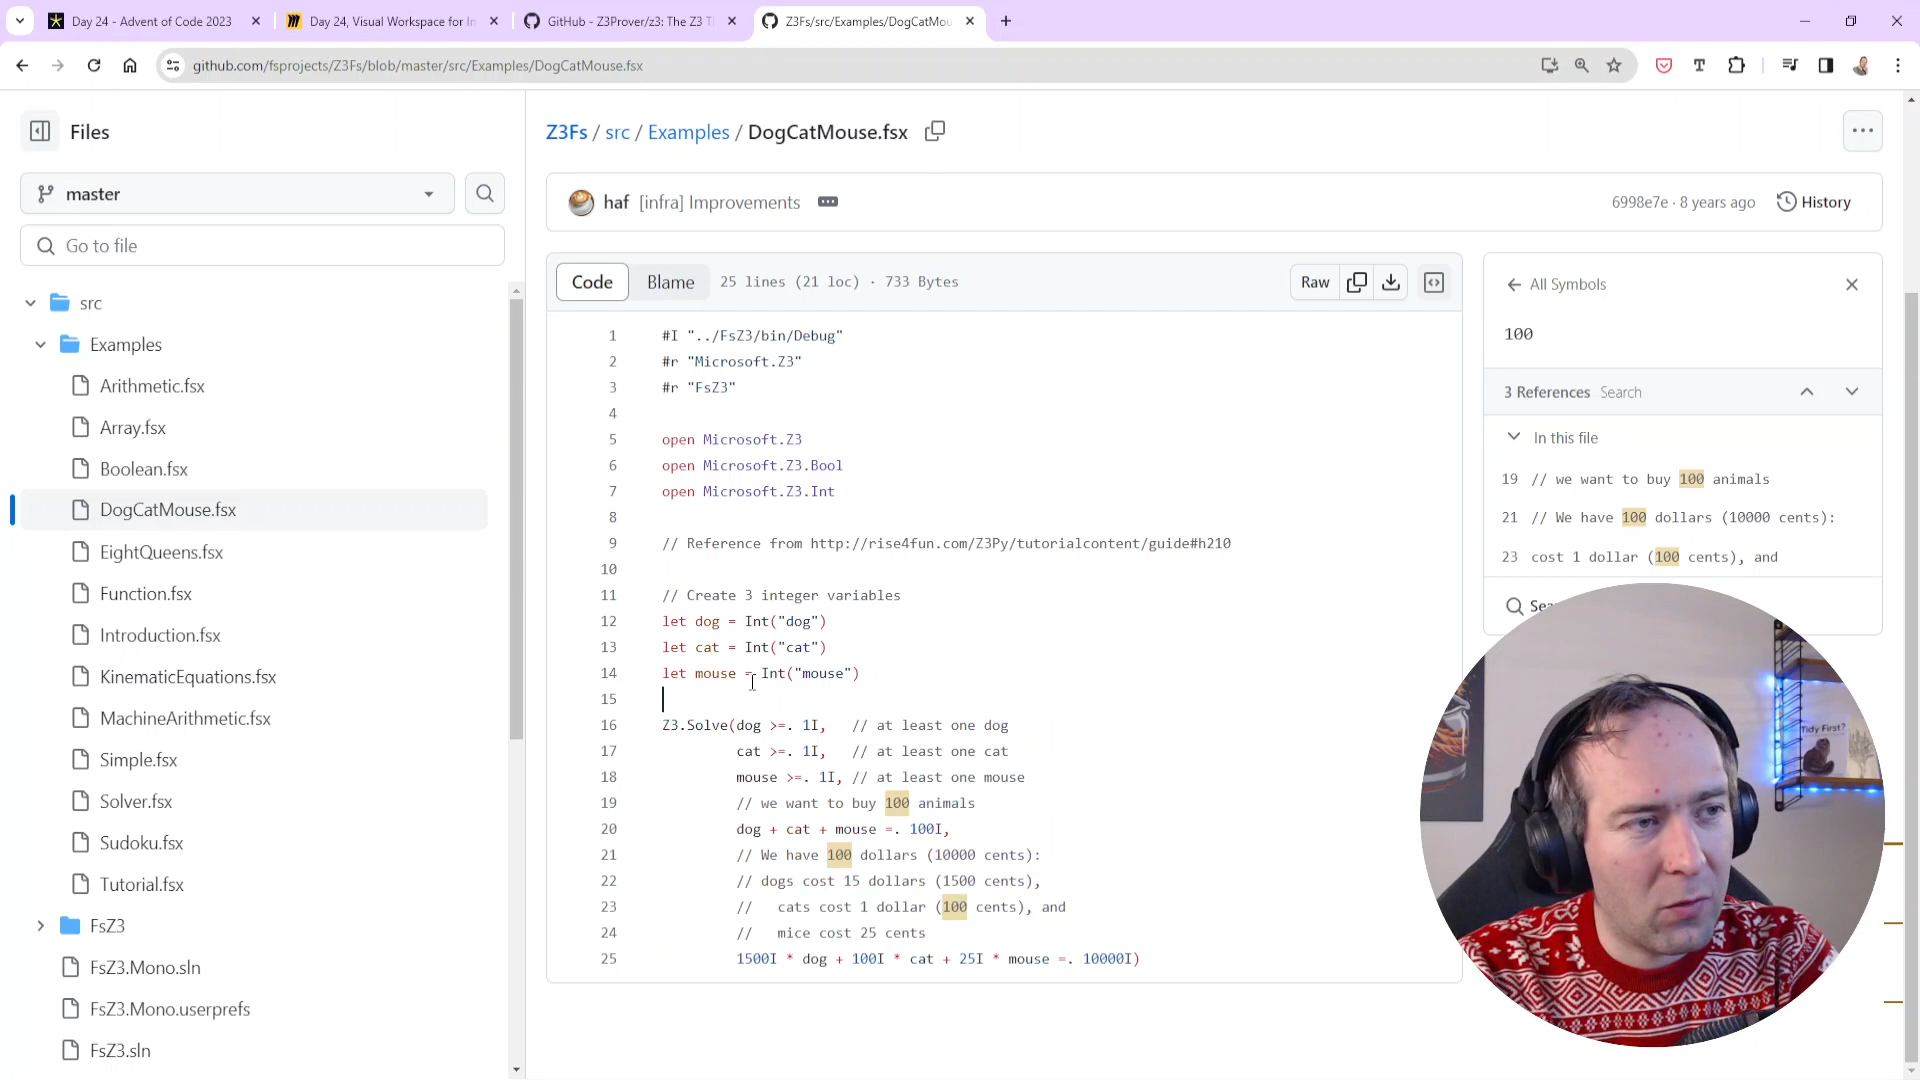 Day 24 - Advent of Code 2023
Day 24, Visual Workspace for In
GitHub - Z3Prover/z3: The Z3 T
Z3Fs/src/Examples/DogCatMou
github.com/fsprojects/Z3Fs/blob/master/src/Examples/DogCatMouse.fsx
Files
master
Go to file
src
Examples
Arithmetic.fsx
Array.fsx
Boolean.fsx
DogCatMouse.fsx
EightQueens.fsx
Function.fsx
Introduction.fsx
KinematicEquations.fsx
MachineArithmetic.fsx
Simple.fsx
Solver.fsx
Sudoku.fsx
Tutorial.fsx
FsZ3
FsZ3.Mono.sln
FsZ3.Mono.userprefs
FsZ3.sln
Z3Fs / src / Examples / DogCatMouse.fsx
haf [infra] Improvements
6998e7e · 8 years ago
History
Code
Blame
25 lines (21 loc) · 733 Bytes
Raw
1 #I "../FsZ3/bin/Debug"
2 #r "Microsoft.Z3"
3 #r "FsZ3"
4
5 open Microsoft.Z3
6 open Microsoft.Z3.Bool
7 open Microsoft.Z3.Int
8
9 // Reference from http://rise4fun.com/Z3Py/tutorialcontent/guide#h210
10
11 // Create 3 integer variables
12 let dog = Int("dog")
13 let cat = Int("cat")
14 let mouse = Int("mouse")
15
16 Z3.Solve(dog >=. 1I, // at least one dog
17 cat >=. 1I, // at least one cat
18 mouse >=. 1I, // at least one mouse
19 // we want to buy 100 animals
20 dog + cat + mouse =. 100I,
21 // We have 100 dollars (10000 cents):
22 // dogs cost 15 dollars (1500 cents),
23 // cats cost 1 dollar (100 cents), and
24 // mice cost 25 cents
25 1500I * dog + 100I * cat + 25I * mouse =. 10000I)
All Symbols
100
3 References Search
In this file
19 // we want to buy 100 animals
21 // We have 100 dollars (10000 cents):
23 cost 1 dollar (100 cents), and
Sea
Tidy First?